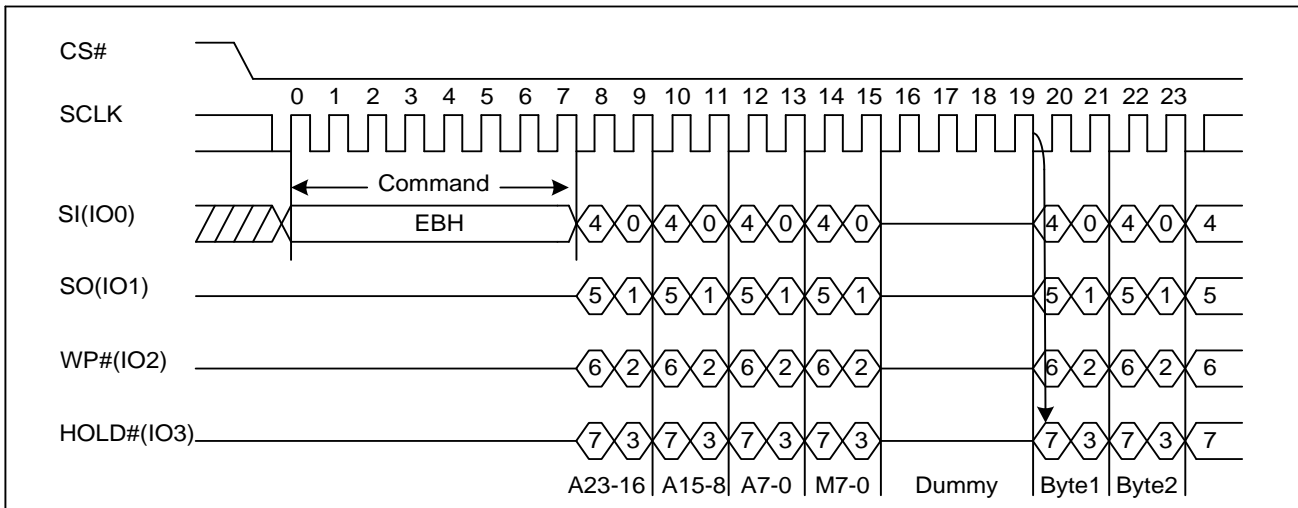 CS#
0 1 2 3 4 5 6 7 8 9 10 11 12 13 14 15 16 17 18 19 20 21 22 23
SCLK
Command
SI(IO0) EBH 4 0 4 0 4 0 4 0 4 0 4 0 4
SO(IO1) 5 1 5 1 5 1 5 1 5 1 5 1 5
WP#(IO2) 6 2 6 2 6 2 6 2 6 2 6 2 6
HOLD#(IO3) 7 3 7 3 7 3 7 3 7 3 7 3 7
A23-16 A15-8 A7-0 M7-0 Dummy Byte1 Byte2